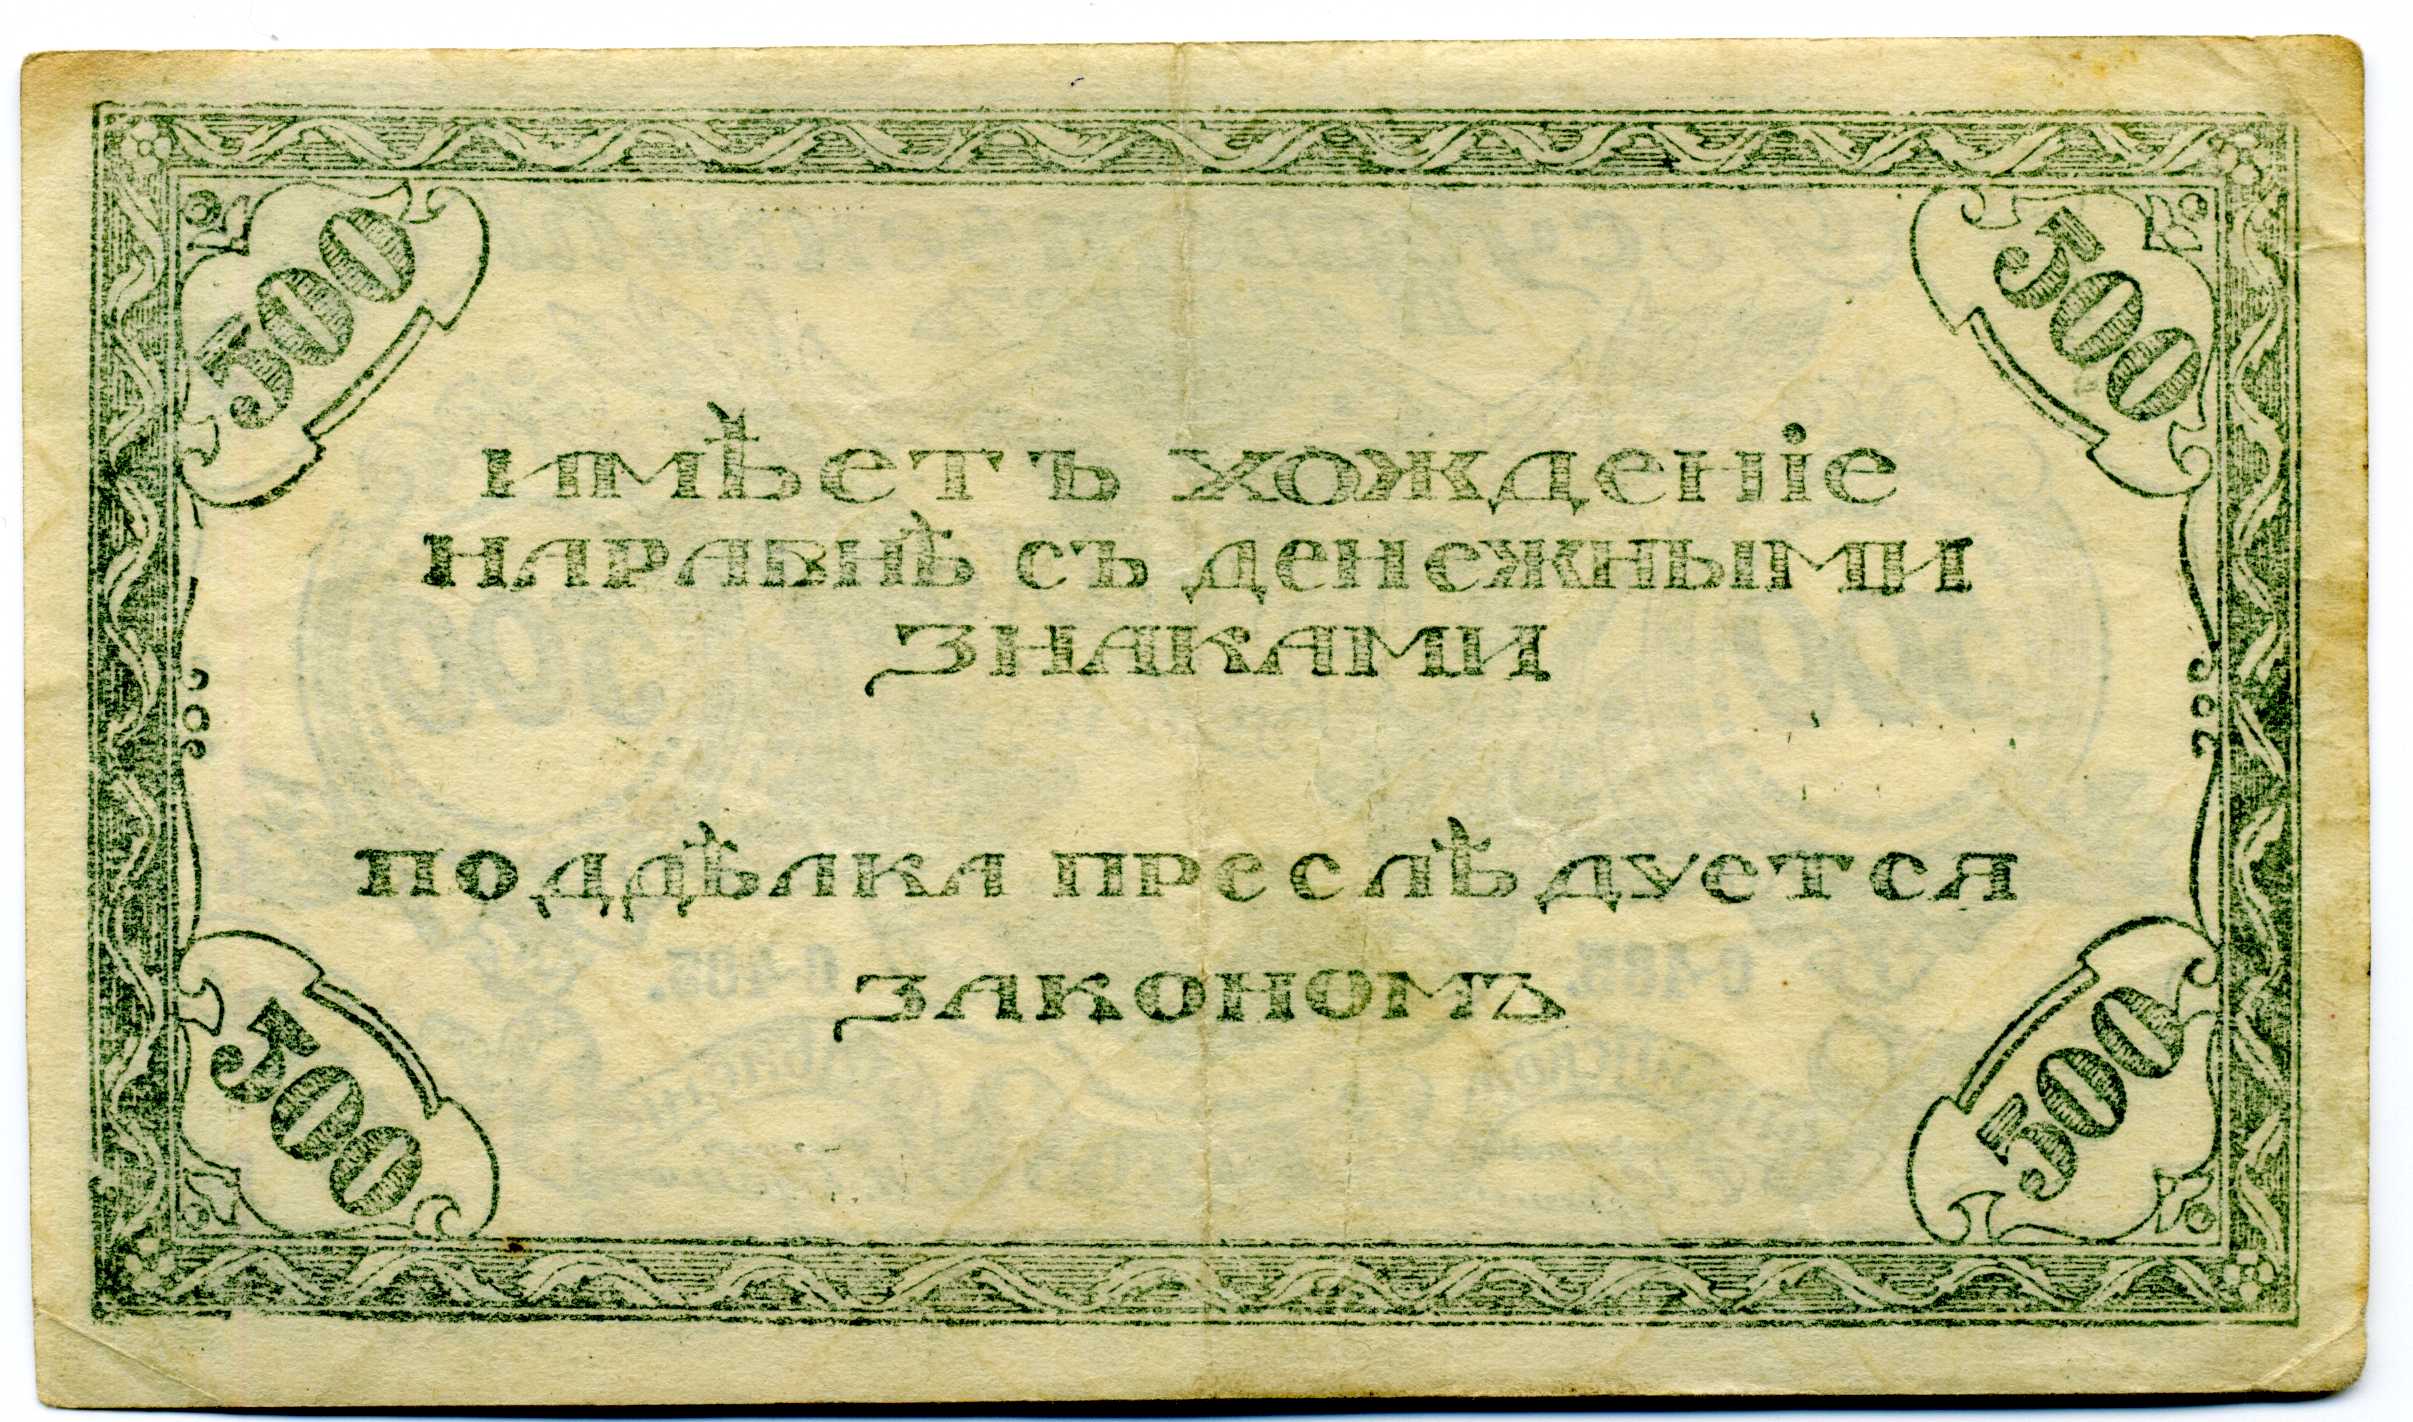 500 500
имѣетъ хожденіе
наравнѣ съ денежными
знаками
поддѣлка преслѣдуется
закономъ
500 500